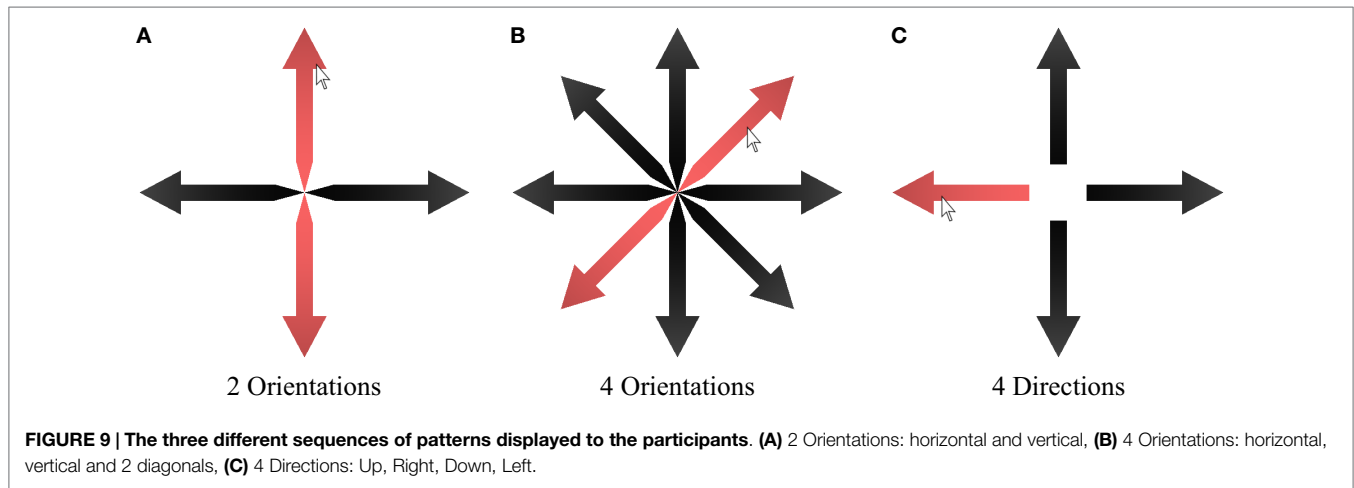 A
B
C
2 Orientations
4 Orientations
4 Directions
FIGURE 9 | The three different sequences of patterns displayed to the participants. (A) 2 Orientations: horizontal and vertical, (B) 4 Orientations: horizontal,
vertical and 2 diagonals, (C) 4 Directions: Up, Right, Down, Left.